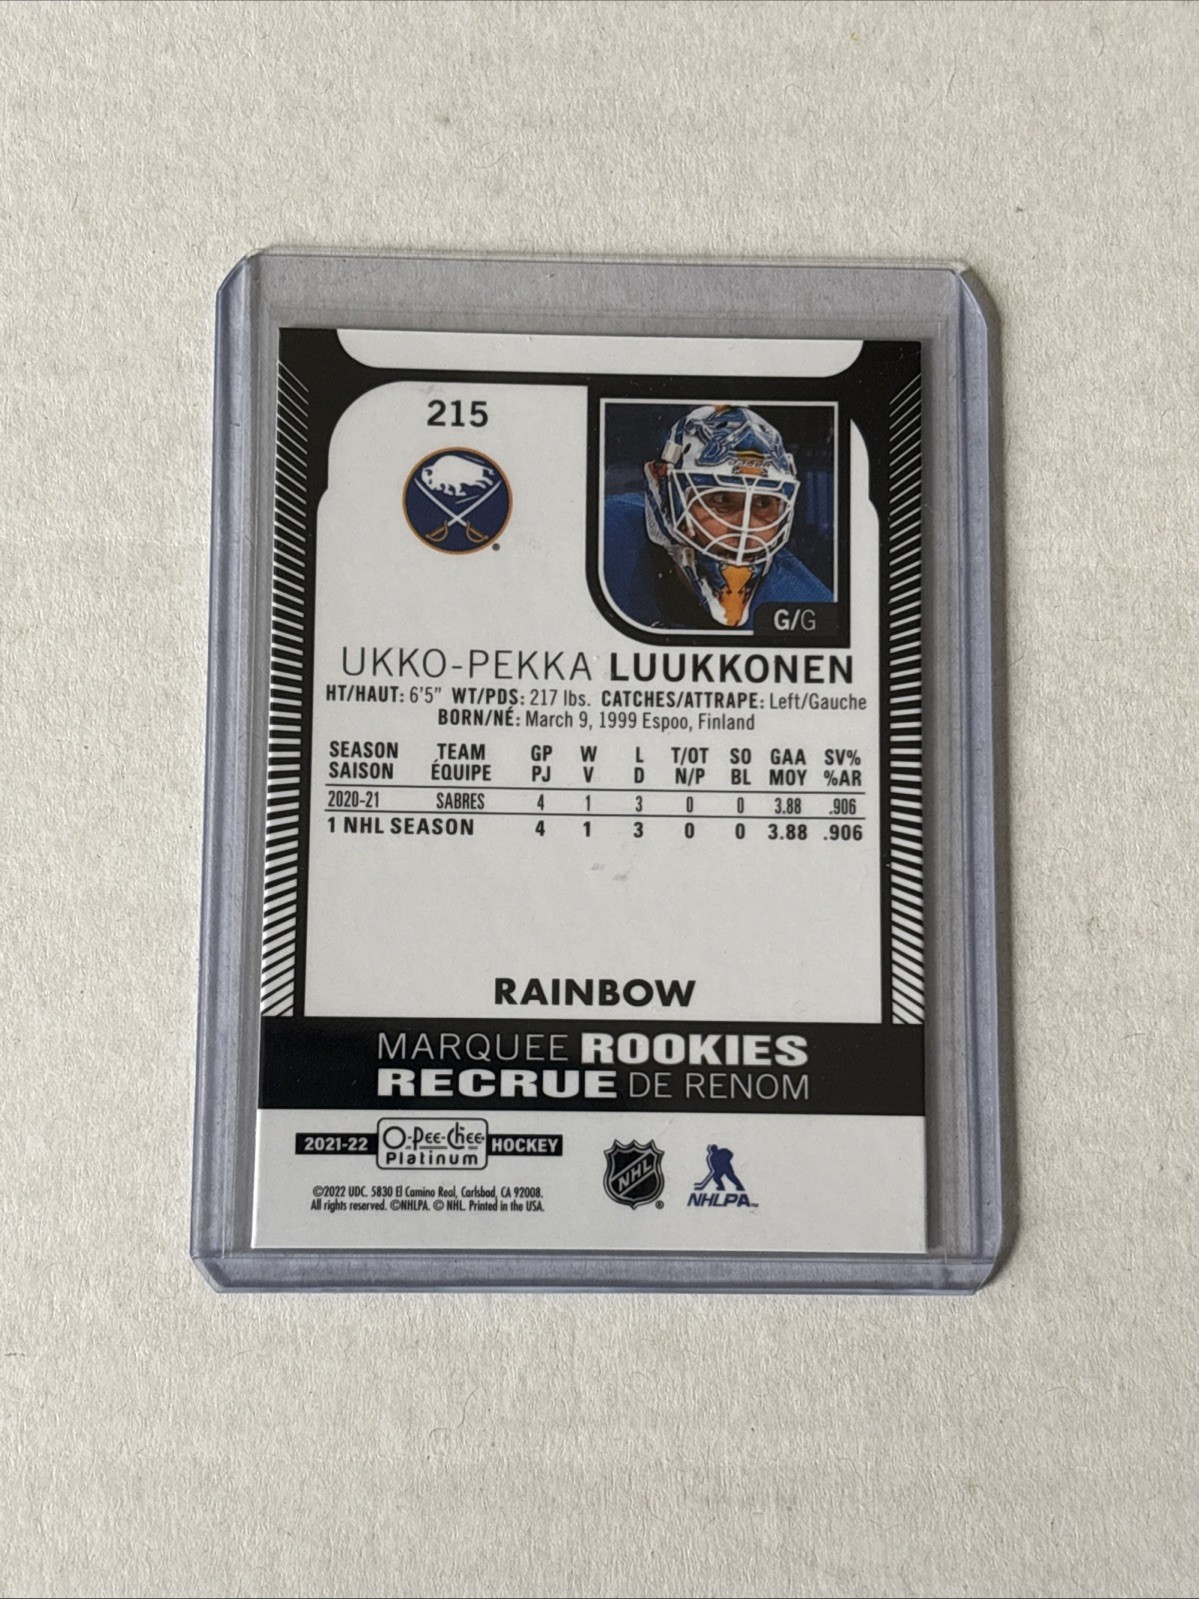 215
G/G
UKKO-PEKKA LUUKKONEN
HT/HAUT: 6'5" WT/PDS: 217 lbs. CATCHES/ATTRAPE: Left/Gauche
BORN/NÉ: March 9, 1999 Espoo, Finland
SEASON TEAM GP W L T/OT SO GAA SV%
SAISON ÉQUIPE PJ V D N/P BL MOY %AR
2020-21 SABRES 4 1 3 0 0 3.88 .906
1 NHL SEASON 4 1 3 0 0 3.88 .906
RAINBOW
MARQUEE ROOKIES
RECRUE DE RENOM
2021-22 O-Pee-Chee Platinum HOCKEY
NHL
NHLPA
©2022 UDC. 5830 El Camino Real, Carlsbad, CA 92008.
All rights reserved. ©NHLPA. © NHL. Printed in the USA.